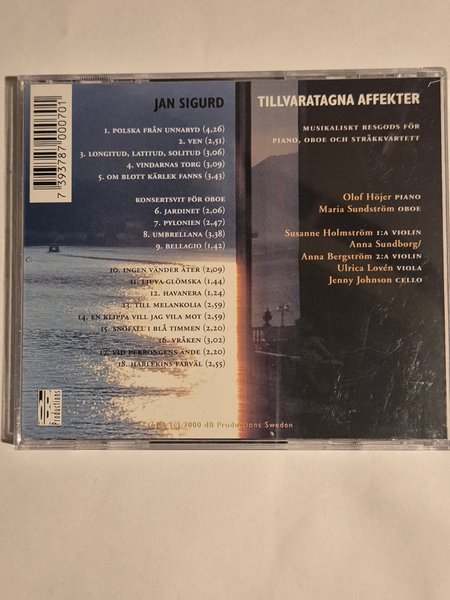 JAN SIGURD
1. POLSKA FRÅN UNNARYD (4,26)
2. VEN (2,51)
3. LONGITUD, LATITUD, SOLITUD (3,06)
4. VINDARNAS TORG (3,09)
5. OM BLOTT KÄRLEK FANNS (3,43)
KONSERTSVIT FÖR OBOE
6. JARDINET (2,06)
7. PYLONIEN (2,47)
8. UMBRELLANA (3,38)
9. BELLAGIO (1,42)
10. INGEN VÄNDER ÅTER (2,09)
11. LJUVA GLÖMSKA (1,44)
12. HAVANERA (1,24)
13. TILL MELANKOLIA (2,59)
14. EN KLIPPA VILL JAG VILA MOT (2,59)
15. SNÖFALL I BLÅ TIMMEN (2,20)
16. VRÅKEN (3,02)
17. VID PERRONGENS ÄNDE (2,20)
18. HARLEKINS FARVÄL (2,55)
TILLVARATAGNA AFFEKTER
MUSIKALISKT RESGODS FÖR
PIANO, OBOE OCH STRÅKKVARTETT
Olof Höjer PIANO
Maria Sundström OBOE
Susanne Holmström 1:A VIOLIN
Anna Sundborg/
Anna Bergström 2:A VIOLIN
Ulrica Lovén VIOLA
Jenny Johnson CELLO
7 393787 000701
Productions
2000 dB Productions Sweden